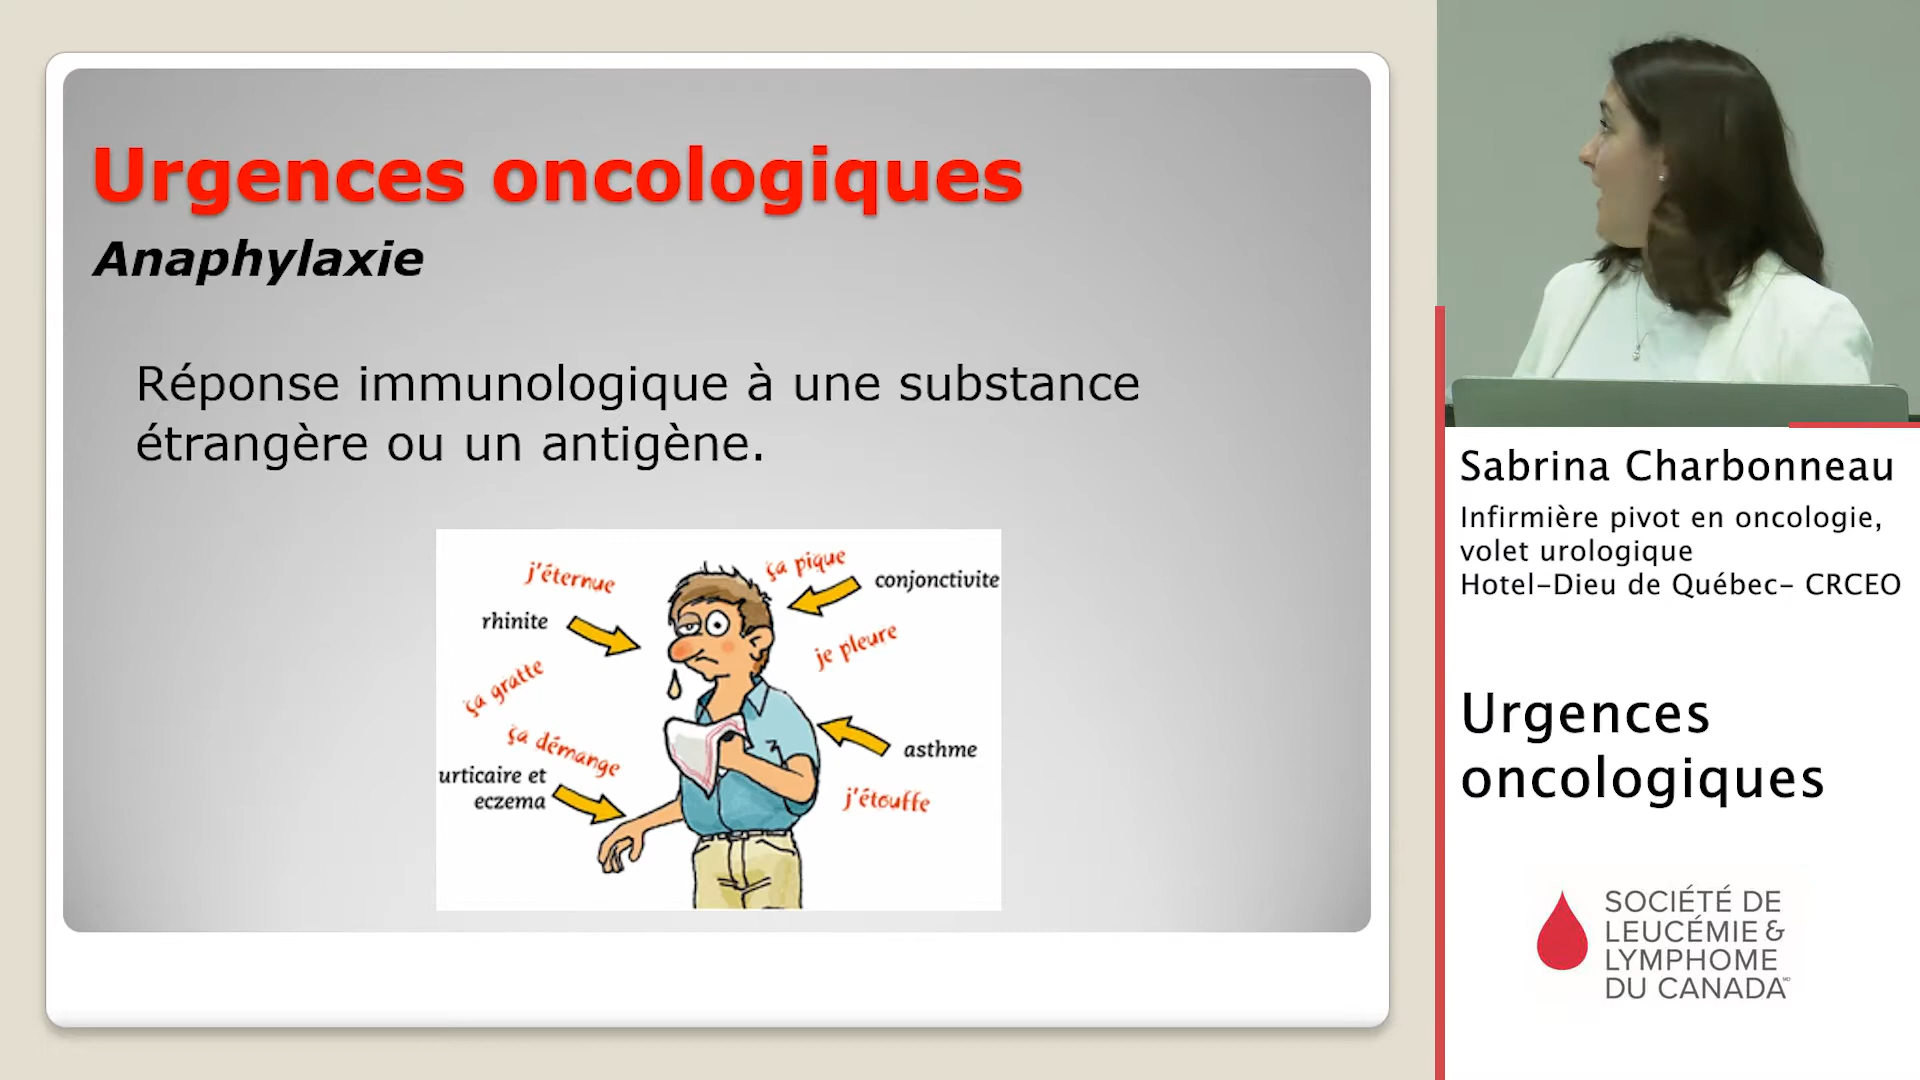 Urgences oncologiques
Anaphylaxie
Réponse immunologique à une substance
étrangère ou un antigène.
j'éternue
ça pique
conjonctivite
rhinite
je pleure
ça gratte
ça démange
asthme
urticaire et
eczema
j'étouffe
Sabrina Charbonneau
Infirmière pivot en oncologie,
volet urologique
Hotel-Dieu de Québec- CRCEO
Urgences
oncologiques
SOCIÉTÉ DE
LEUCÉMIE &
LYMPHOME
DU CANADA